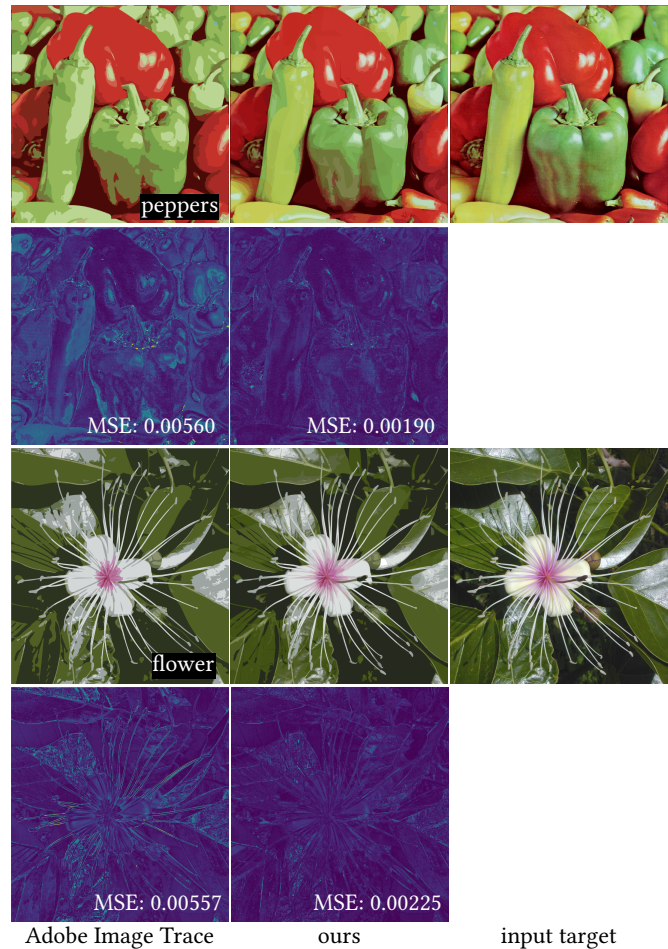 peppers
MSE: 0.00560
MSE: 0.00190
flower
MSE: 0.00557
MSE: 0.00225
Adobe Image Trace
ours
input target